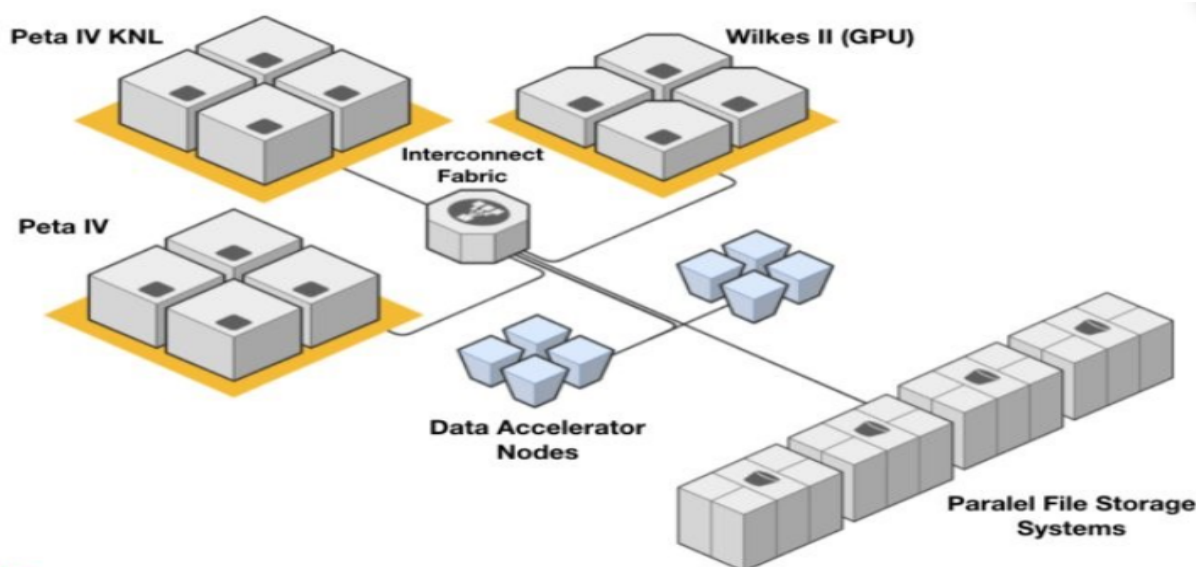 Peta IV KNL
Wilkes II (GPU)
Interconnect
Fabric
Peta IV
Data Accelerator
Nodes
Paralel File Storage
Systems